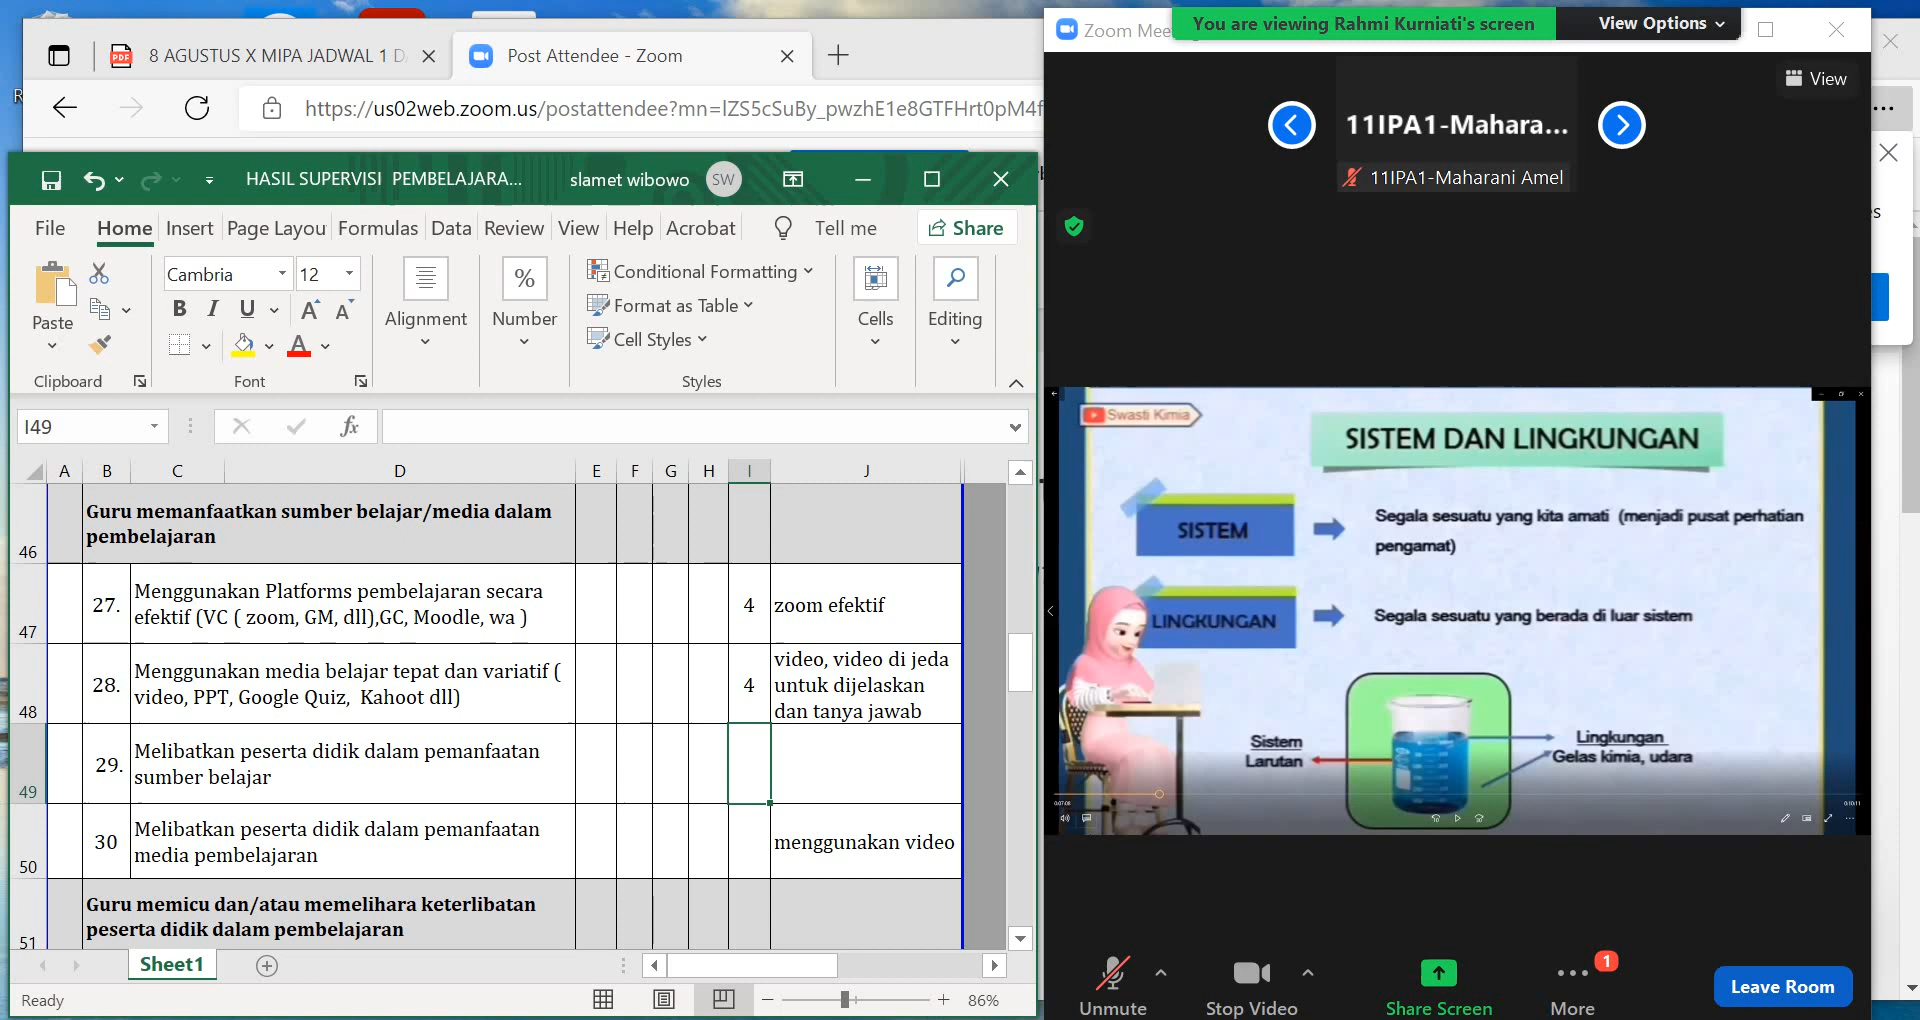 8 AGUSTUS X MIPA JADWAL 1 D
Post Attendee - Zoom
https://us02web.zoom.us/postattendee?mn=lZS5cSuBy_pwzhE1e8GTFHrt0pM4f
HASIL SUPERVISI PEMBELAJARA...
slamet wibowo
SW
File
Home
Insert
Page Layou
Formulas
Data
Review
View
Help
Acrobat
Tell me
Share
Paste
Clipboard
Cambria
12
B I U A A
A
Font
Alignment
%
Number
Conditional Formatting
Format as Table
Cell Styles
Styles
Cells
Editing
I49
fx
A B C D E F G H I J
46
Guru memanfaatkan sumber belajar/media dalam
pembelajaran
47
27.
Menggunakan Platforms pembelajaran secara
efektif (VC ( zoom, GM, dll),GC, Moodle, wa )
4
zoom efektif
48
28.
Menggunakan media belajar tepat dan variatif (
video, PPT, Google Quiz, Kahoot dll)
4
video, video di jeda
untuk dijelaskan
dan tanya jawab
49
29.
Melibatkan peserta didik dalam pemanfaatan
sumber belajar
50
30
Melibatkan peserta didik dalam pemanfaatan
media pembelajaran
menggunakan video
51
Guru memicu dan/atau memelihara keterlibatan
peserta didik dalam pembelajaran
Sheet1
Ready
86%
Zoom Mee
You are viewing Rahmi Kurniati's screen
View Options
View
11IPA1-Mahara...
11IPA1-Maharani Amel
Swasti Kimia
SISTEM DAN LINGKUNGAN
SISTEM
Segala sesuatu yang kita amati (menjadi pusat perhatian
pengamat)
LINGKUNGAN
Segala sesuatu yang berada di luar sistem
Sistem
Larutan
Lingkungan
Gelas kimia, udara
0:07:08
0:10:11
Unmute
Stop Video
Share Screen
More
1
Leave Room